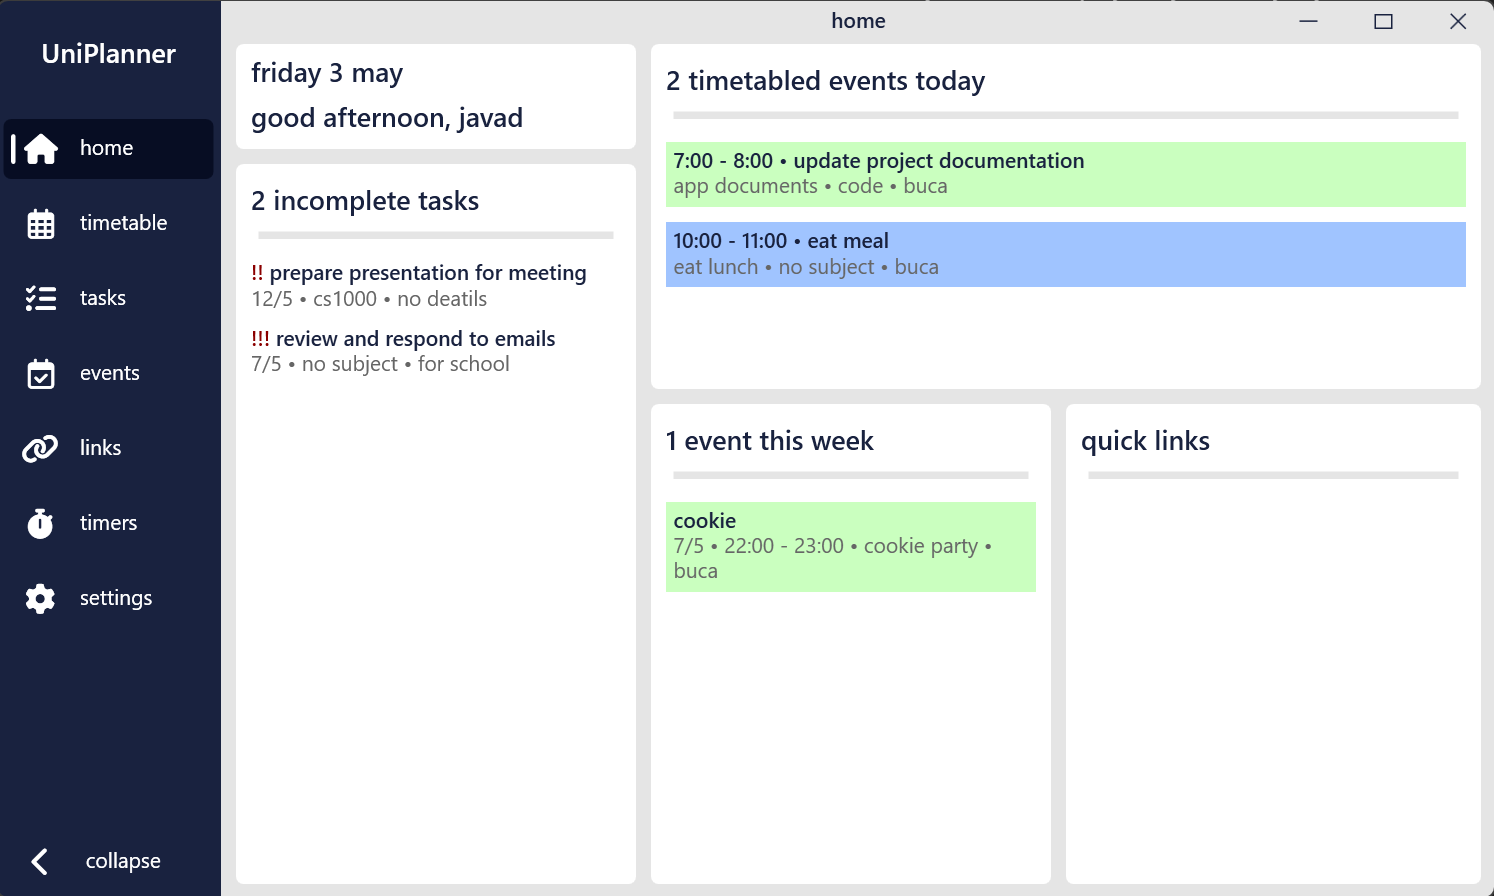 home
UniPlanner
home
timetable
tasks
events
links
timers
settings
collapse
friday 3 may
good afternoon, javad
2 incomplete tasks
!! prepare presentation for meeting
12/5 • cs1000 • no deatils
!!! review and respond to emails
7/5 • no subject • for school
2 timetabled events today
7:00 - 8:00 • update project documentation
app documents • code • buca
10:00 - 11:00 • eat meal
eat lunch • no subject • buca
1 event this week
cookie
7/5 • 22:00 - 23:00 • cookie party •
buca
quick links